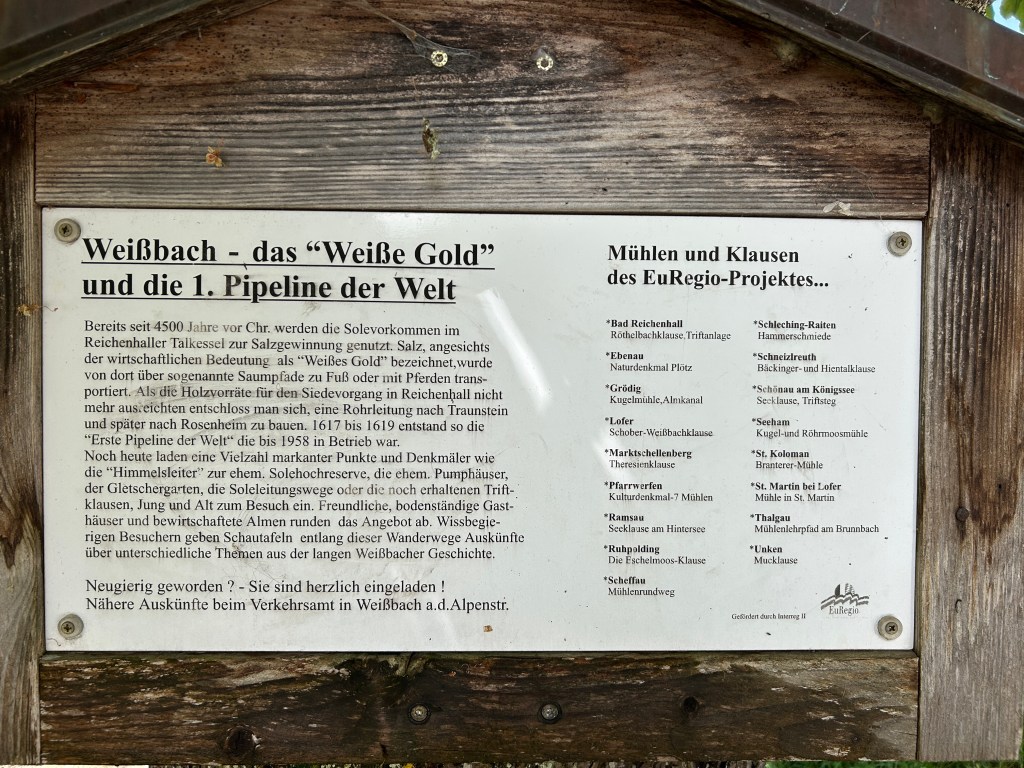 Weißbach - das “Weiße Gold”
und die 1. Pipeline der Welt
Bereits seit 4500 Jahre vor Chr. werden die Solevorkommen im
Reichenhaller Talkessel zur Salzgewinnung genutzt. Salz, angesichts
der wirtschaftlichen Bedeutung als “Weißes Gold” bezeichnet,wurde
von dort über sogenannte Saumpfade zu Fuß oder mit Pferden trans-
portiert. Als die Holzvorräte für den Siedevorgang in Reichenhall nicht
mehr ausreichten entschloss man sich, eine Rohrleitung nach Traunstein
und später nach Rosenheim zu bauen. 1617 bis 1619 entstand so die
“Erste Pipeline der Welt“ die bis 1958 in Betrieb war.
Noch heute laden eine Vielzahl markanter Punkte und Denkmäler wie
die “Himmelsleiter” zur ehem. Solehochreserve, die ehem. Pumphäuser,
der Gletschergarten, die Soleleitungswege oder die noch erhaltenen Trift-
klausen, Jung und Alt zum Besuch ein. Freundliche, bodenständige Gast-
häuser und bewirtschaftete Almen runden das Angebot ab. Wissbegie-
rigen Besuchern geben Schautafeln entlang dieser Wanderwege Auskünfte
über unterschiedliche Themen aus der langen Weißbacher Geschichte.
Neugierig geworden ? - Sie sind herzlich eingeladen !
Nähere Auskünfte beim Verkehrsamt in Weißbach a.d.Alpenstr.
Mühlen und Klausen
des EuRegio-Projektes...
*Bad Reichenhall
Röthelbachklause,Triftanlage
*Ebenau
Naturdenkmal Plötz
*Grödig
Kugelmühle,Almkanal
*Lofer
Schober-Weißbachklause
*Marktschellenberg
Theresienklause
*Pfarrwerfen
Kulturdenkmal-7 Mühlen
*Ramsau
Seeklause am Hintersee
*Ruhpolding
Die Eschelmoos-Klause
*Scheffau
Mühlenrundweg
*Schleching-Raiten
Hammerschmiede
*Schneizlreuth
Bäckinger- und Hientalklause
*Schönau am Königssee
Seeklause, Triftsteg
*Seeham
Kugel-und Röhrmoosmühle
*St. Koloman
Branterer-Mühle
*St. Martin bei Lofer
Mühle in St. Martin
*Thalgau
Mühlenlehrpfad am Brunnbach
*Unken
Mucklause
Gefördert durch Interreg II
EuRegio